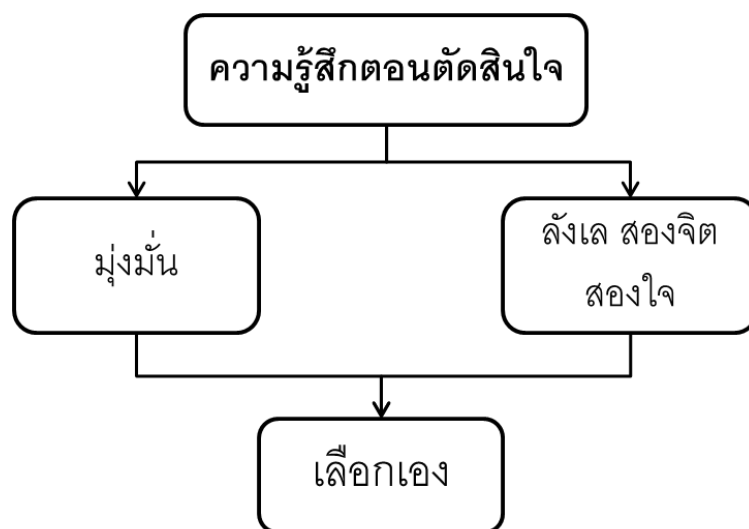 ความรู้สึกตอนตัดสินใจ
มุ่งมั่น
ลังเล สองจิต
สองใจ
เลือกเอง